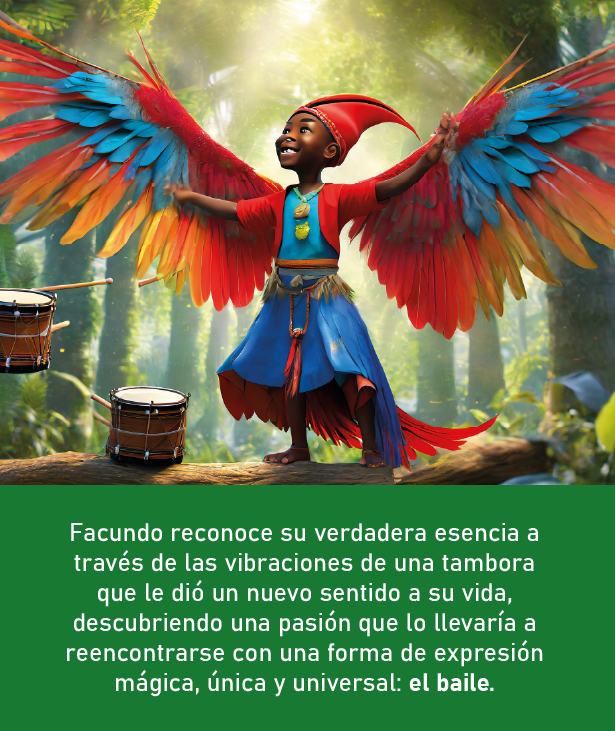 Facundo reconoce su verdadera esencia a
través de las vibraciones de una tambora
que le dió un nuevo sentido a su vida,
descubriendo una pasión que lo llevaría a
reencontrarse con una forma de expresión
mágica, única y universal: el baile.